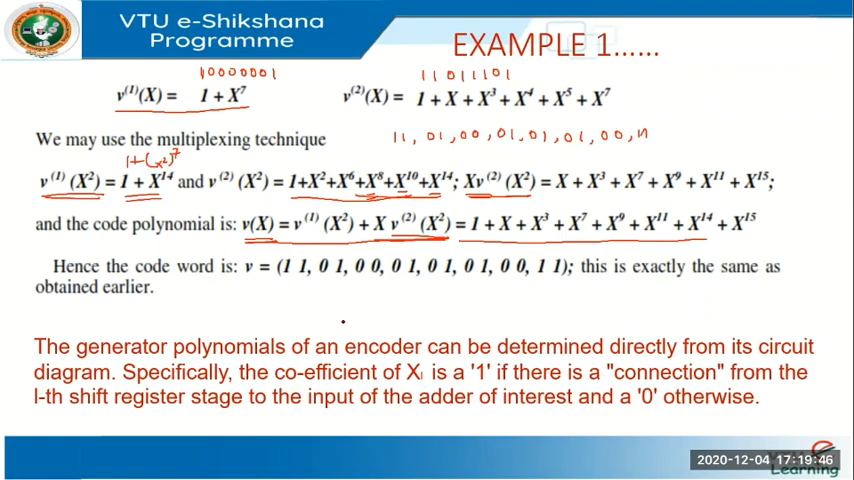 VTU e-Shikshana
Programme
EXAMPLE 1......
10000001
11011101
v⁽¹⁾(X) = 1 + X⁷
v⁽²⁾(X) = 1 + X + X³ + X⁴ + X⁵ + X⁷
We may use the multiplexing technique
11, 01, 00, 01, 01, 01, 00, 11
1+(x²)⁷
v⁽¹⁾ (X²) = 1 + X¹⁴ and v⁽²⁾ (X²) = 1+X²+X⁶+X⁸+X¹⁰+X¹⁴; Xv⁽²⁾ (X²) = X + X³ + X⁷ + X⁹ + X¹¹ + X¹⁵;
and the code polynomial is: v(X) = v⁽¹⁾ (X²) + X v⁽²⁾ (X²) = 1 + X + X³ + X⁷ + X⁹ + X¹¹ + X¹⁴ + X¹⁵
Hence the code word is: v = (1 1, 0 1, 0 0, 0 1, 0 1, 0 1, 0 0, 1 1); this is exactly the same as
obtained earlier.
The generator polynomials of an encoder can be determined directly from its circuit
diagram. Specifically, the co-efficient of Xₗ is a '1' if there is a "connection" from the
l-th shift register stage to the input of the adder of interest and a '0' otherwise.
2020-12-04 17:19:46
Learning